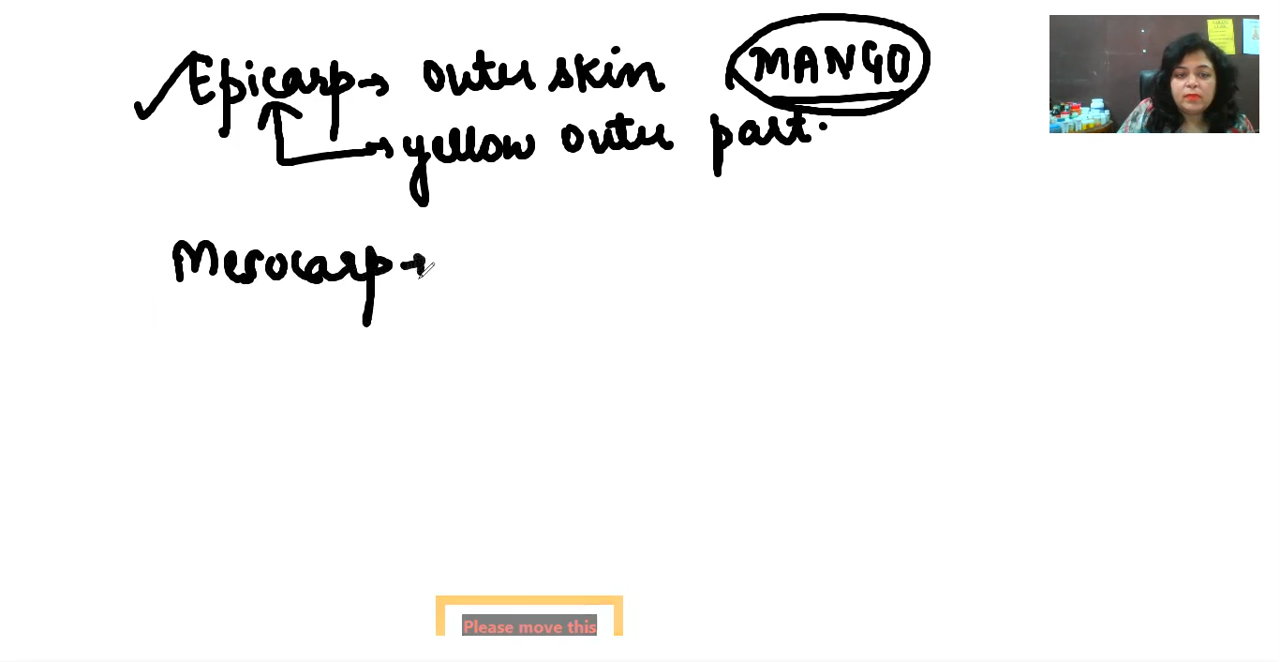 Epicarp → outer skin MANGO
→ yellow outer part.
Mesocarp →
Please move this